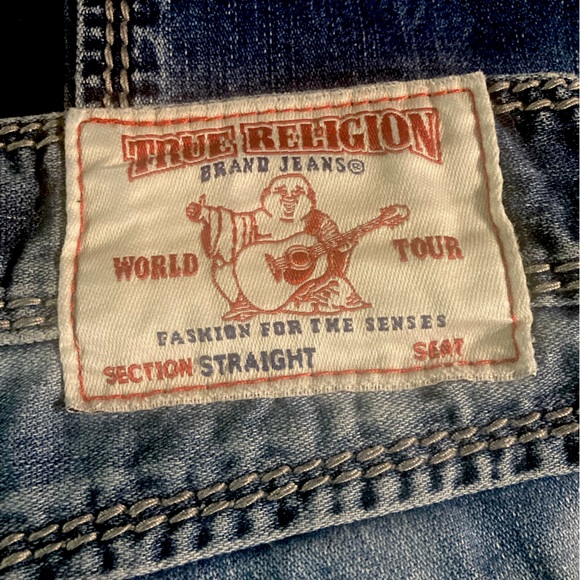 TRUE RELIGION
BRAND JEANS®
WORLD TOUR
FASHION FOR THE SENSES
SECTION STRAIGHT SEAT